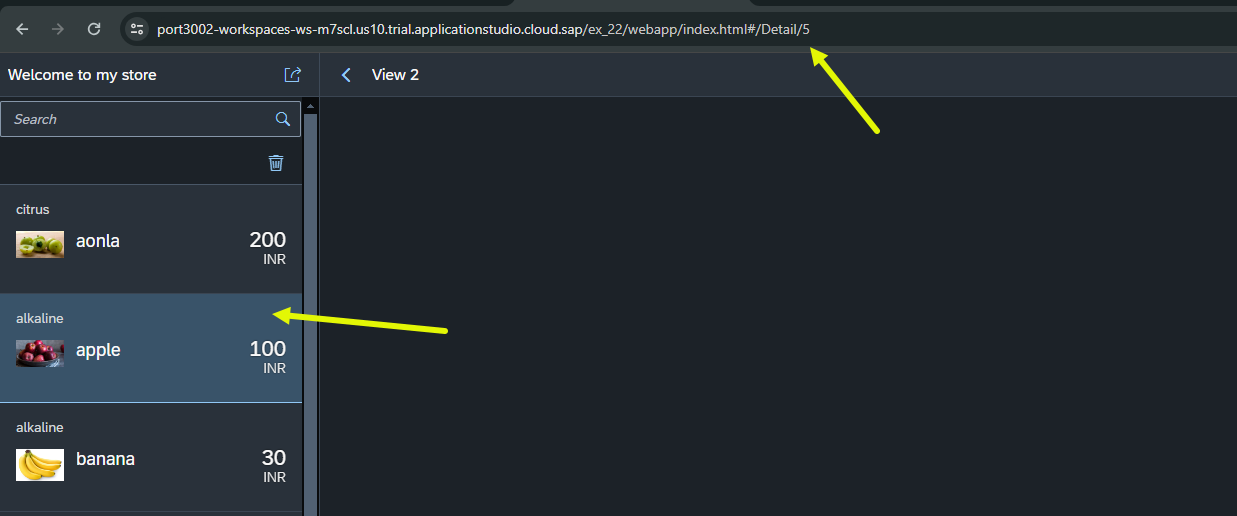 port3002-workspaces-ws-m7scl.us10.trial.applicationstudio.cloud.sap/ex_22/webapp/index.html#/Detail/5
Welcome to my store
View 2
Search
citrus
aonla
200
INR
alkaline
apple
100
INR
alkaline
banana
30
INR